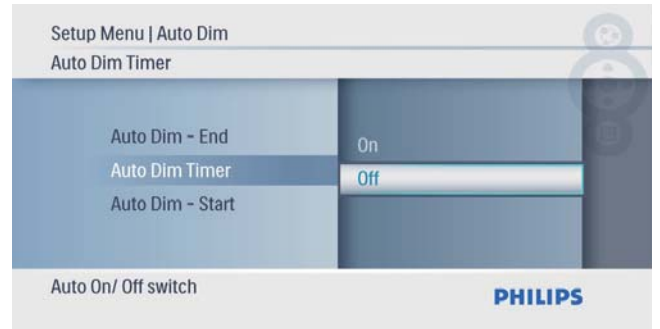 Setup Menu | Auto Dim
Auto Dim Timer
Auto Dim - End
On
Auto Dim Timer
Off
Auto Dim - Start
Auto On/ Off switch
PHILIPS